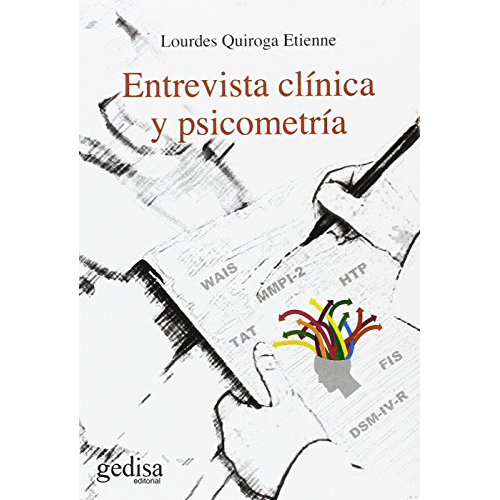 Lourdes Quiroga Etienne
Entrevista clínica
y psicometría
WAIS
MMPI-2
HTP
TAT
FIS
DSM-IV-R
gedisa
editorial